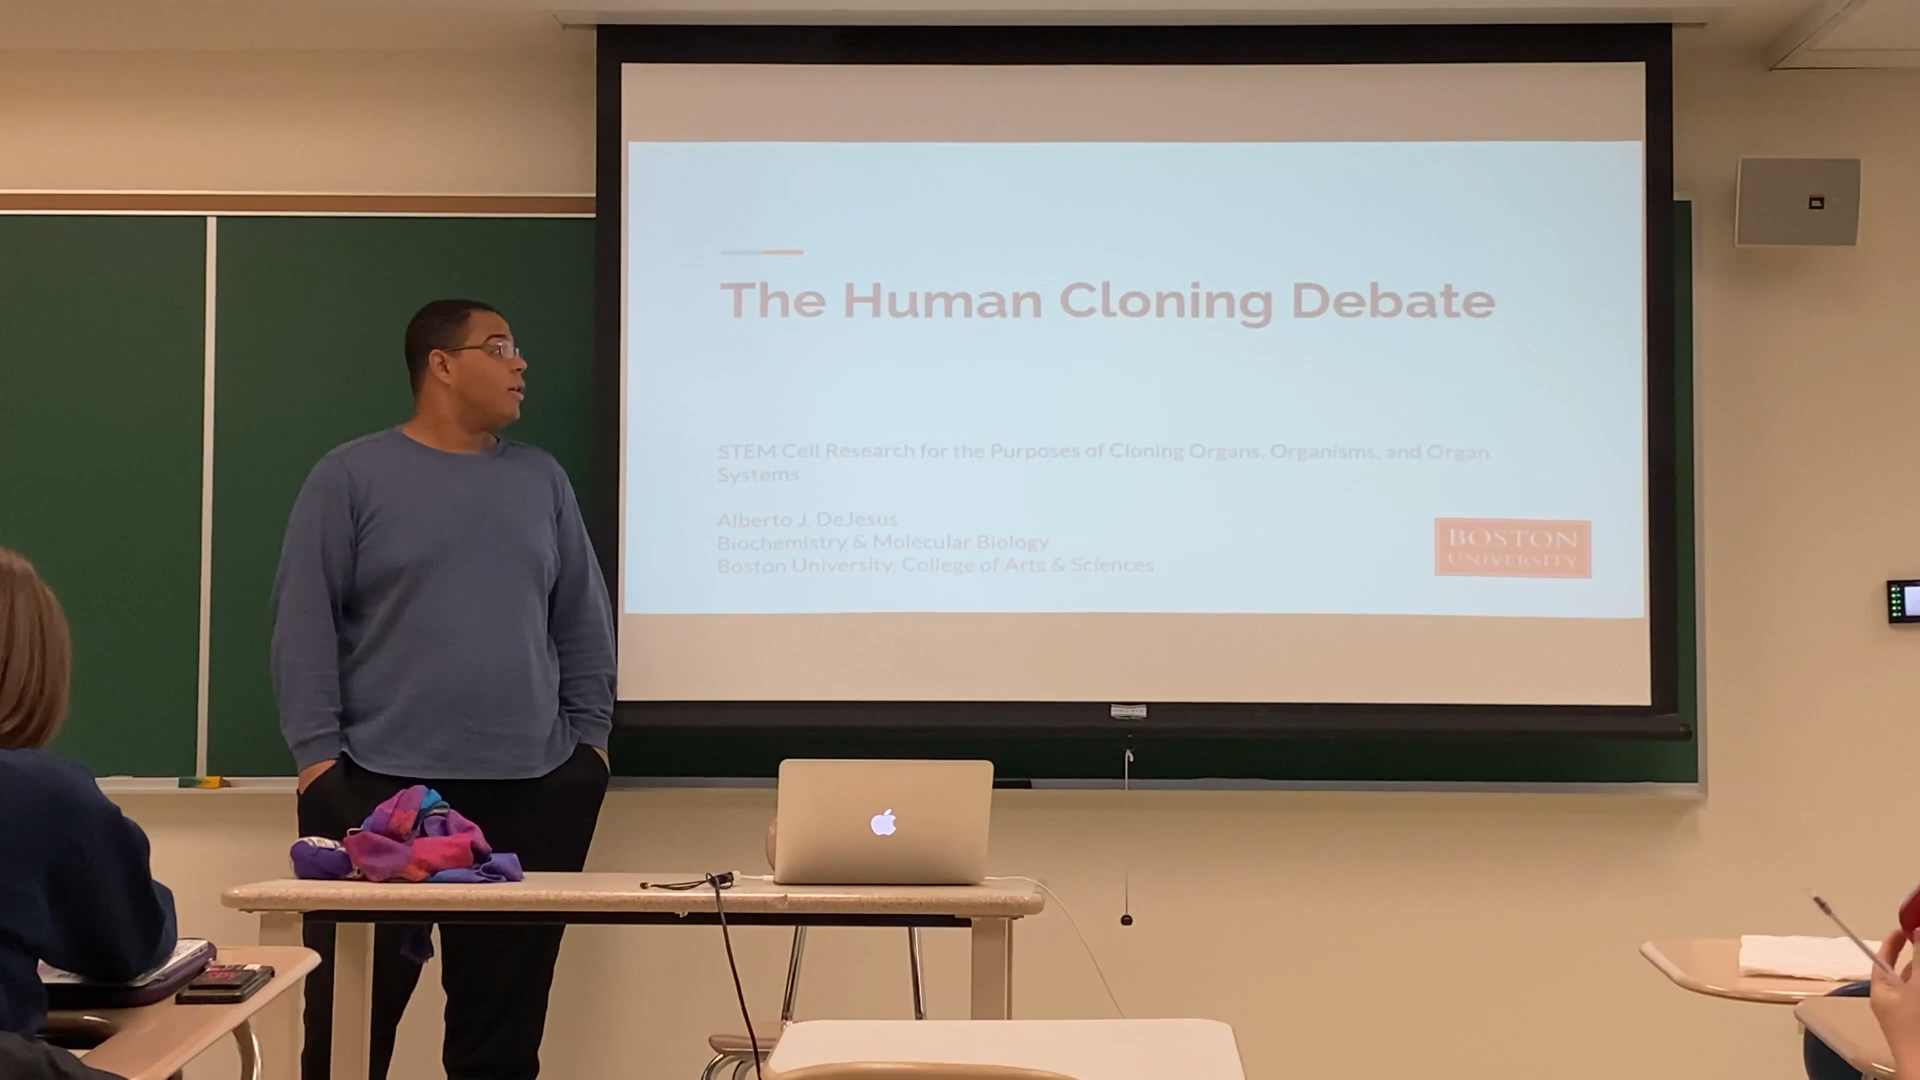 The Human Cloning Debate
STEM Cell Research for the Purposes of Cloning Organs, Organisms, and Organ
Systems
Alberto J. DeJesus
Biochemistry & Molecular Biology
Boston University, College of Arts & Sciences
BOSTON
UNIVERSITY